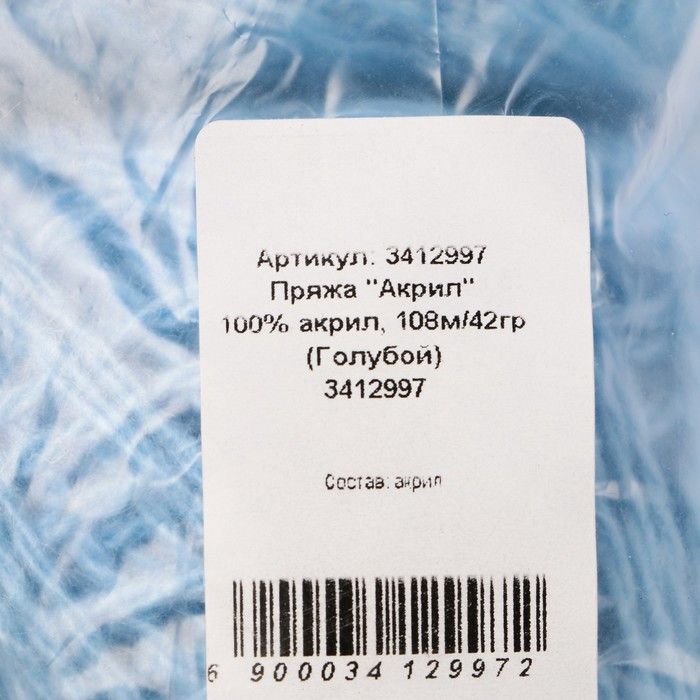 Артикул: 3412997
Пряжа "Акрил"
100% акрил, 108м/42гр
(Голубой)
3412997
Состав: акрил
6 900034 129972